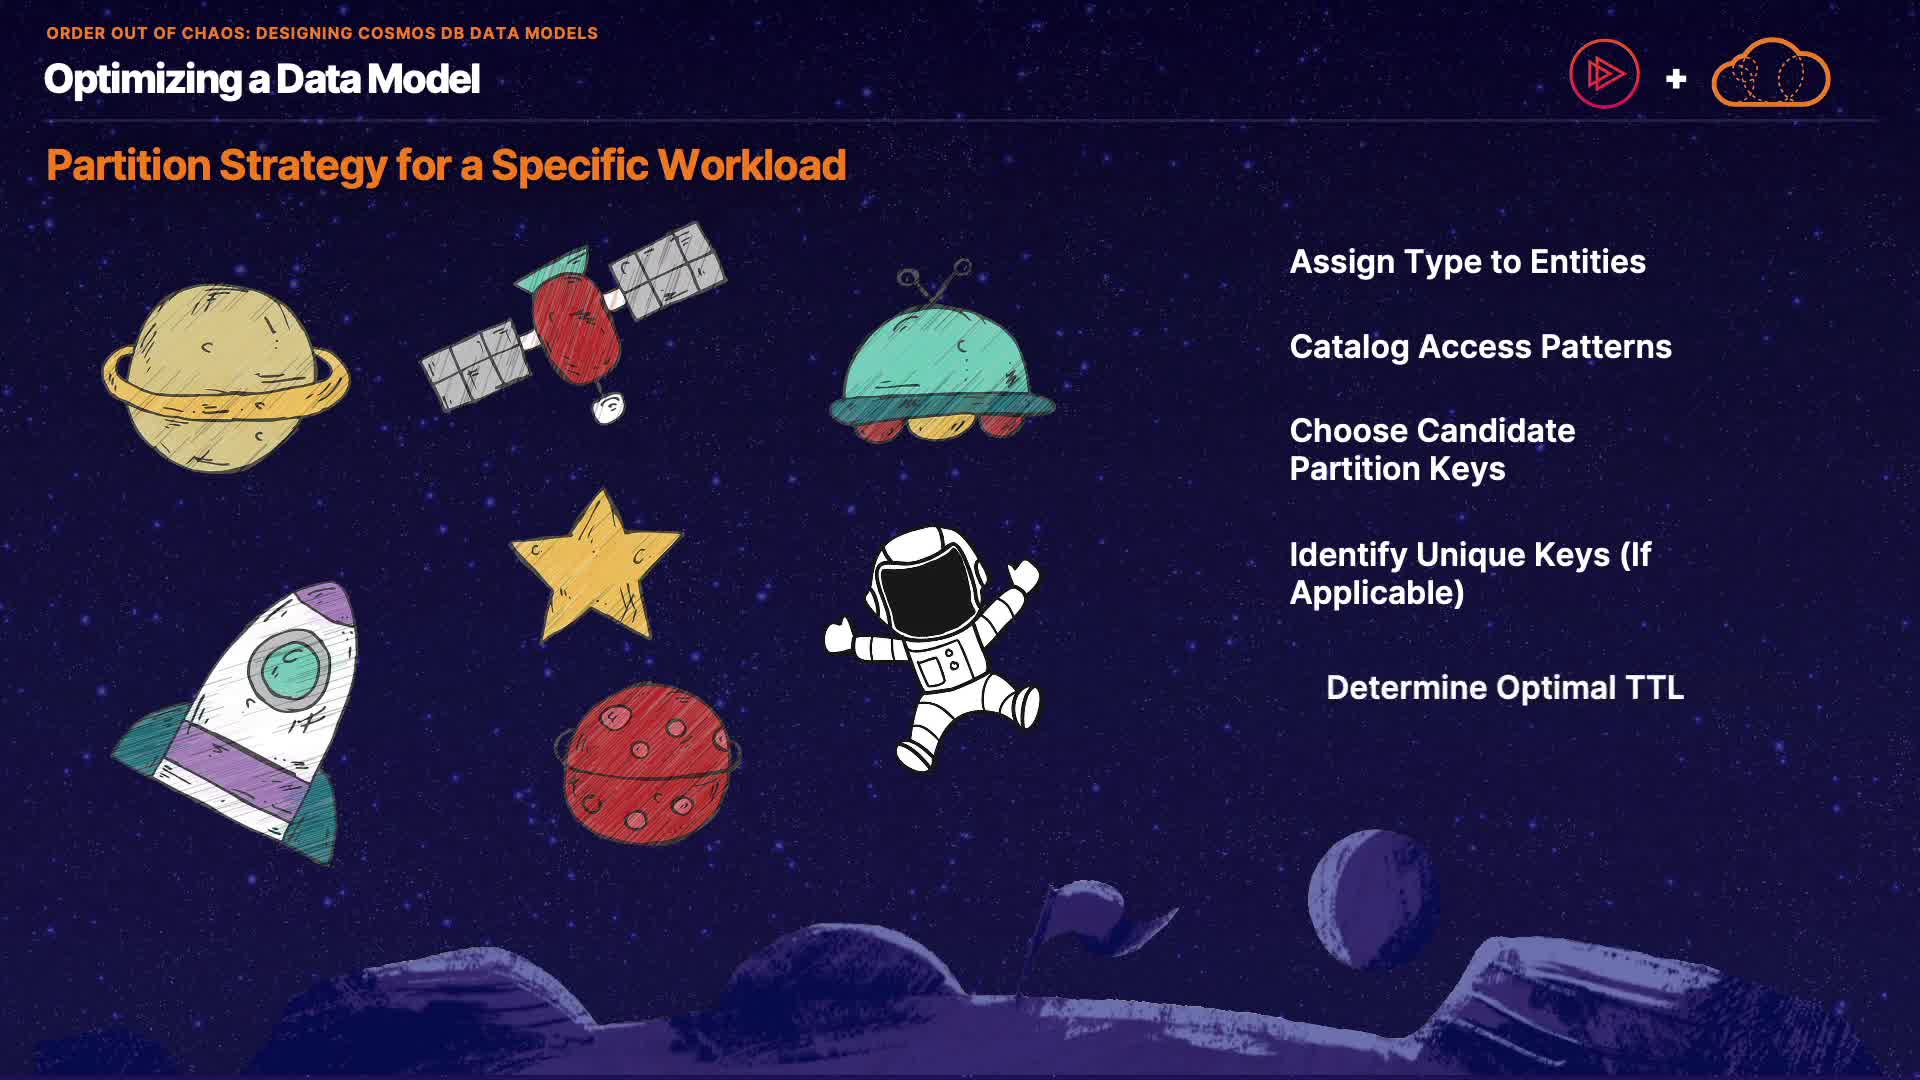 ORDER OUT OF CHAOS: DESIGNING COSMOS DB DATA MODELS
Optimizing a Data Model
+
Partition Strategy for a Specific Workload
Assign Type to Entities
Catalog Access Patterns
Choose Candidate
Partition Keys
Identify Unique Keys (If
Applicable)
Determine Optimal TTL